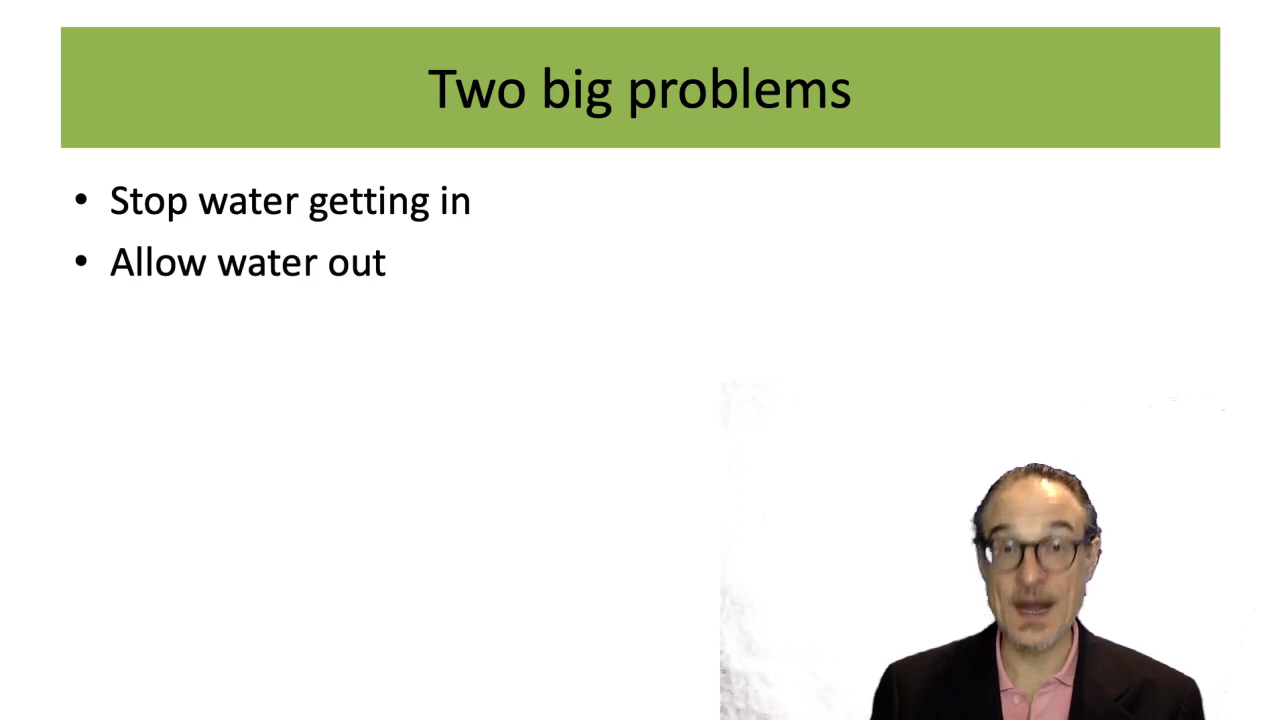 Two big problems
• Stop water getting in
• Allow water out